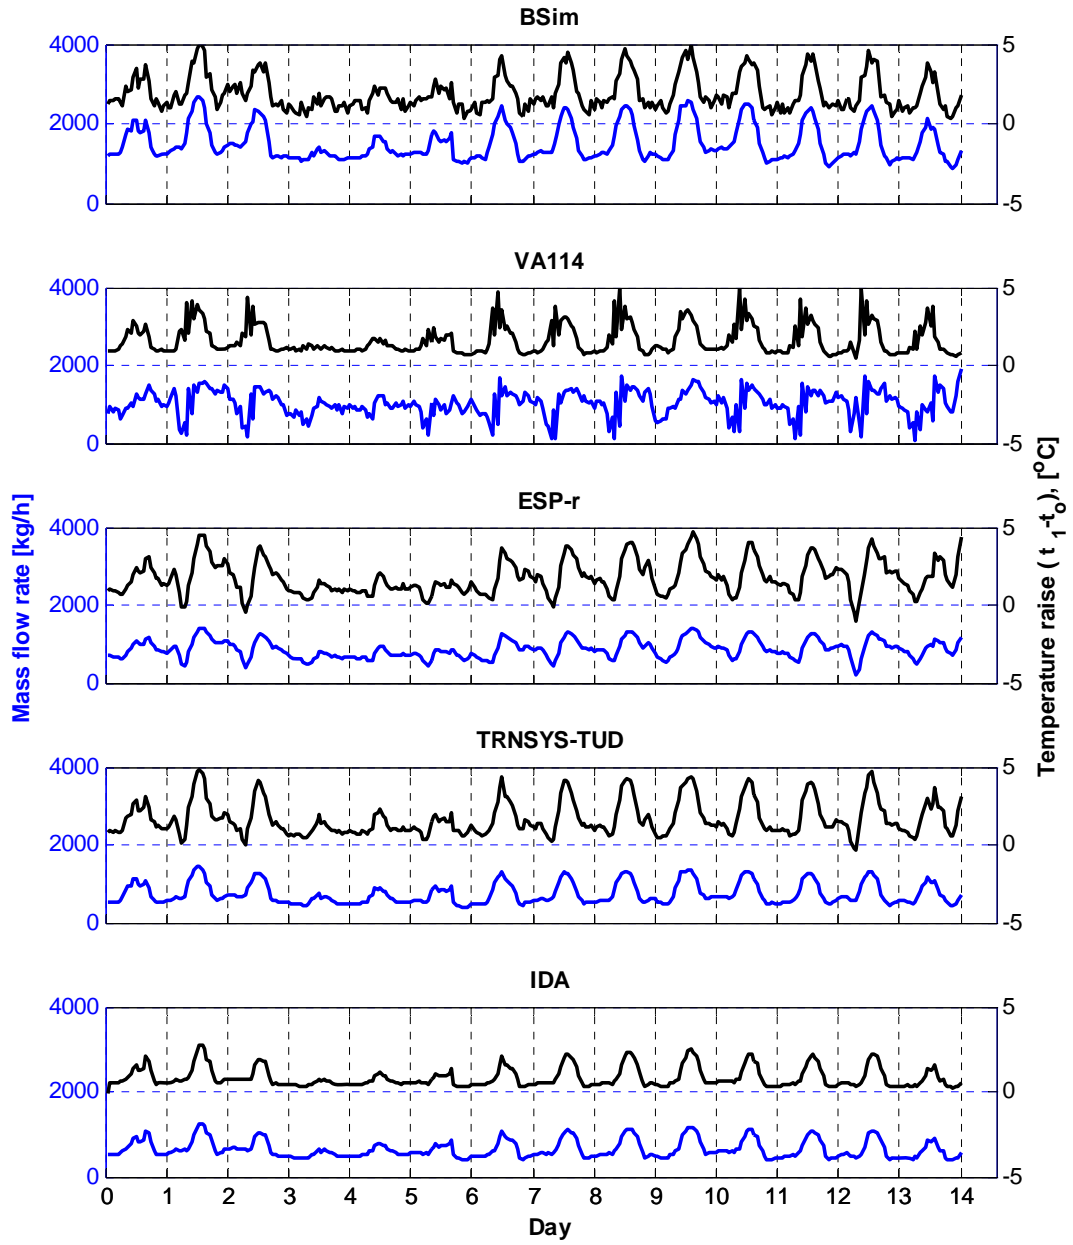 BSim
4000 5
2000 0
0 -5
VA114
4000 5
2000 0
0 -5
ESP-r
4000 5
2000 0
0 -5
TRNSYS-TUD
4000 5
2000 0
0 -5
IDA
4000 5
2000 0
0 -5
0 1 2 3 4 5 6 7 8 9 10 11 12 13 14
Day
Mass flow rate [kg/h]
Temperature raise ( t 1-to), [oC]